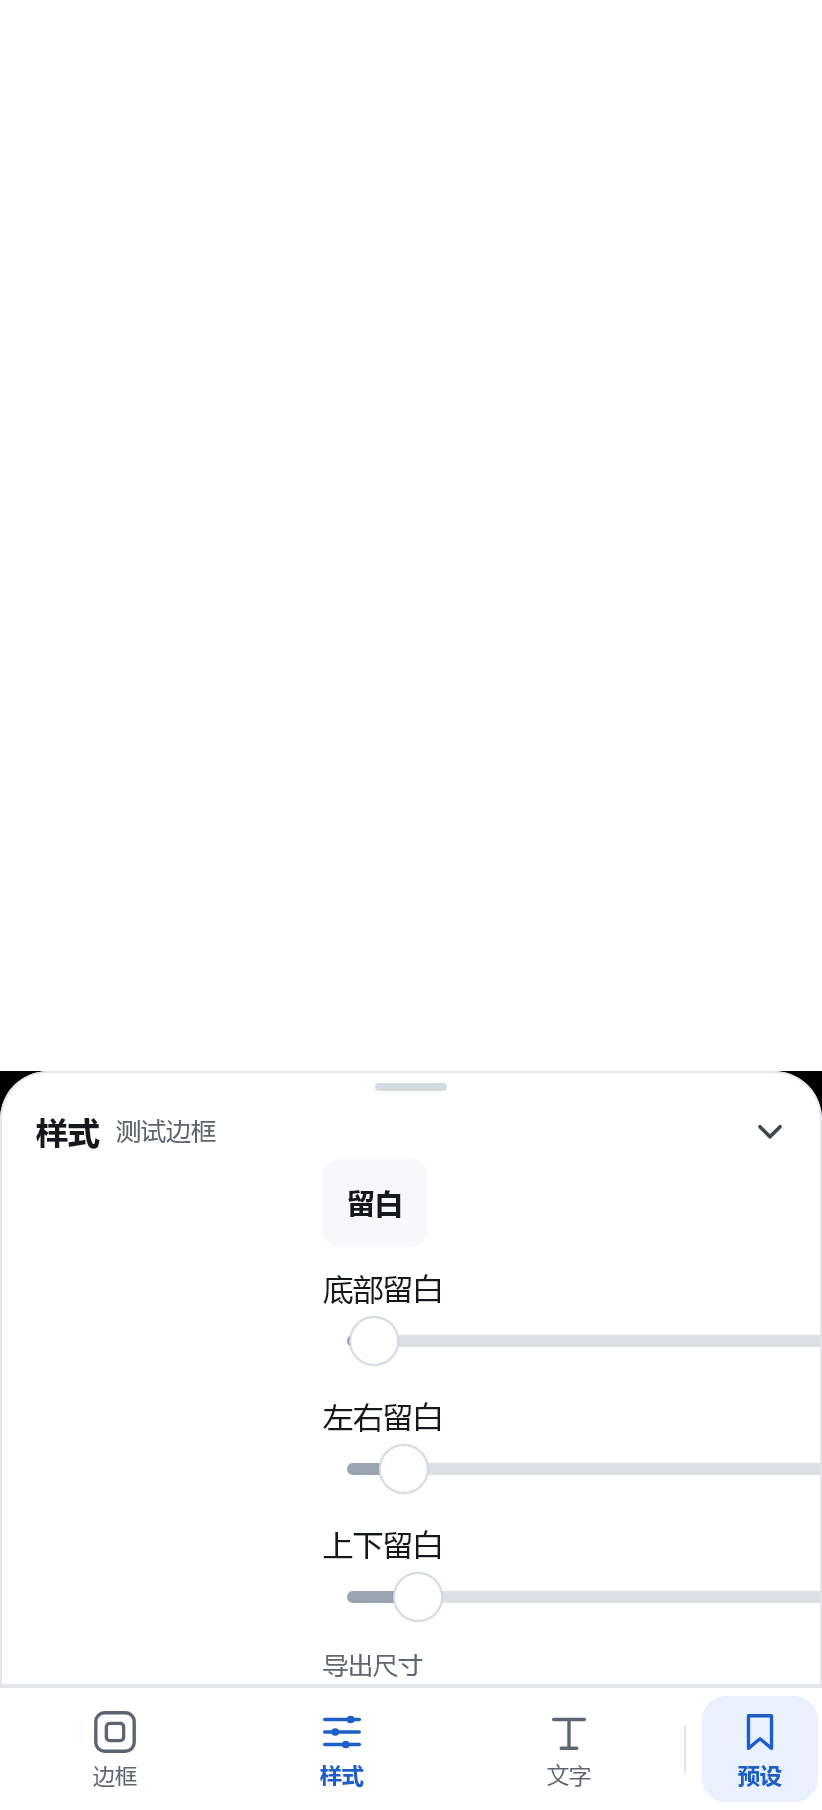 样式 测试边框
留白
底部留白
左右留白
上下留白
导出尺寸
边框 样式 文字 预设